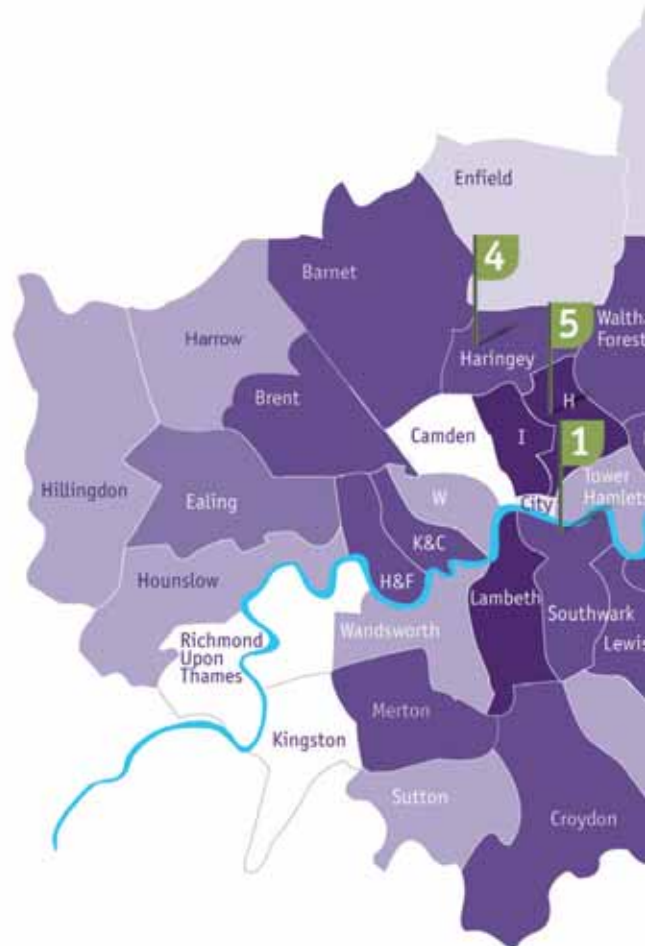 Enfield
4
Barnet
5
Waltha
Forest
Harrow
Haringey
Brent
H
Camden
I
1
Tower
Hamlets
Hillingdon
Ealing
W
City
K&C
Hounslow
H&F
Lambeth
Southwark
Richmond
Upon
Thames
Wandsworth
Lewis
Merton
Kingston
Sutton
Croydon